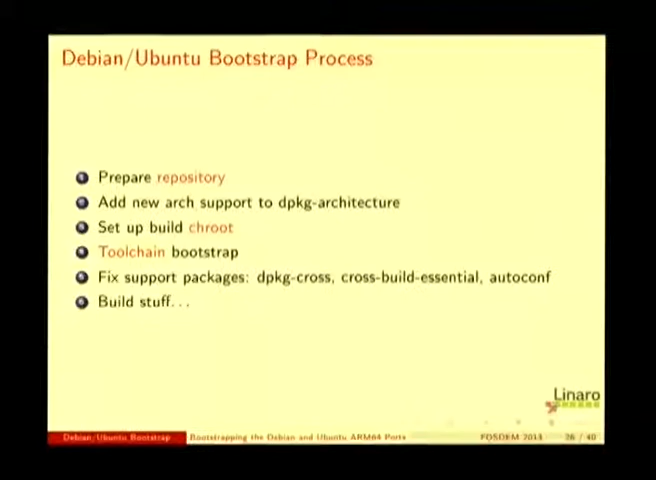 Debian/Ubuntu Bootstrap Process
Prepare repository
Add new arch support to dpkg-architecture
Set up build chroot
Toolchain bootstrap
Fix support packages: dpkg-cross, cross-build-essential, autoconf
Build stuff...
Linaro
Debian/Ubuntu Bootstrap Bootstrapping the Debian and Ubuntu ARM64 Ports FOSDEM 26 / 40